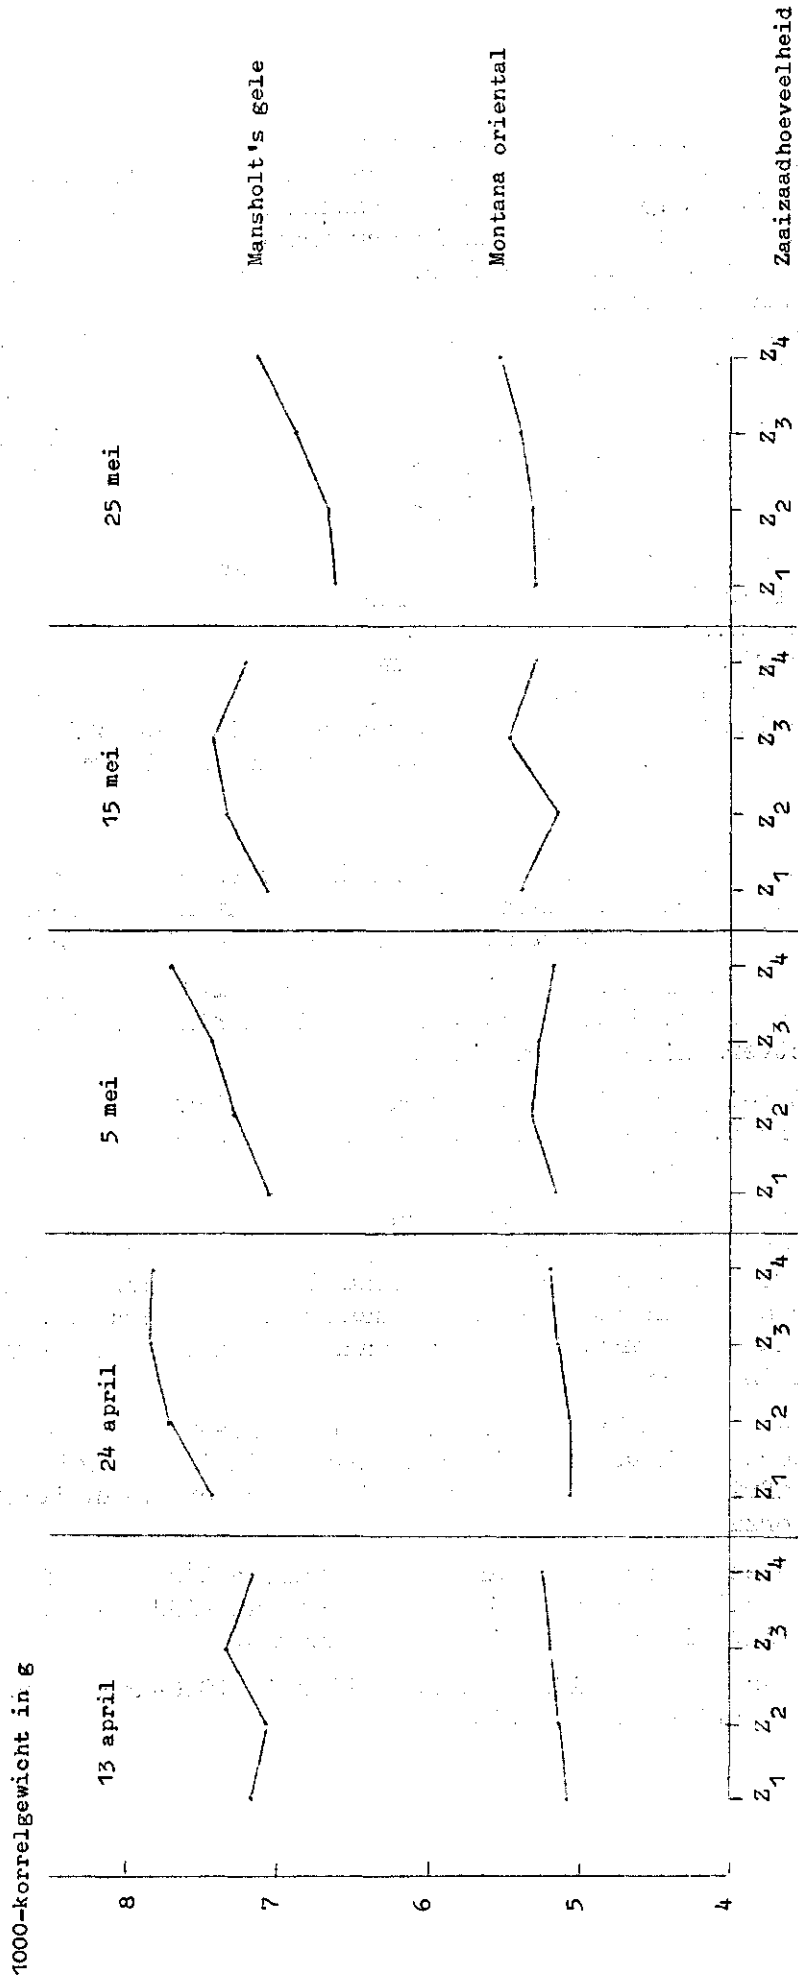 1000-korrelgewicht in g
13 april
24 april
5 mei
15 mei
25 mei
8
7
6
5
4
Mansholt's gele
Montana oriental
Z1 Z2 Z3 Z4 Z1 Z2 Z3 Z4 Z1 Z2 Z3 Z4 Z1 Z2 Z3 Z4 Z1 Z2 Z3 Z4
Zaaizaadhoeveelheid